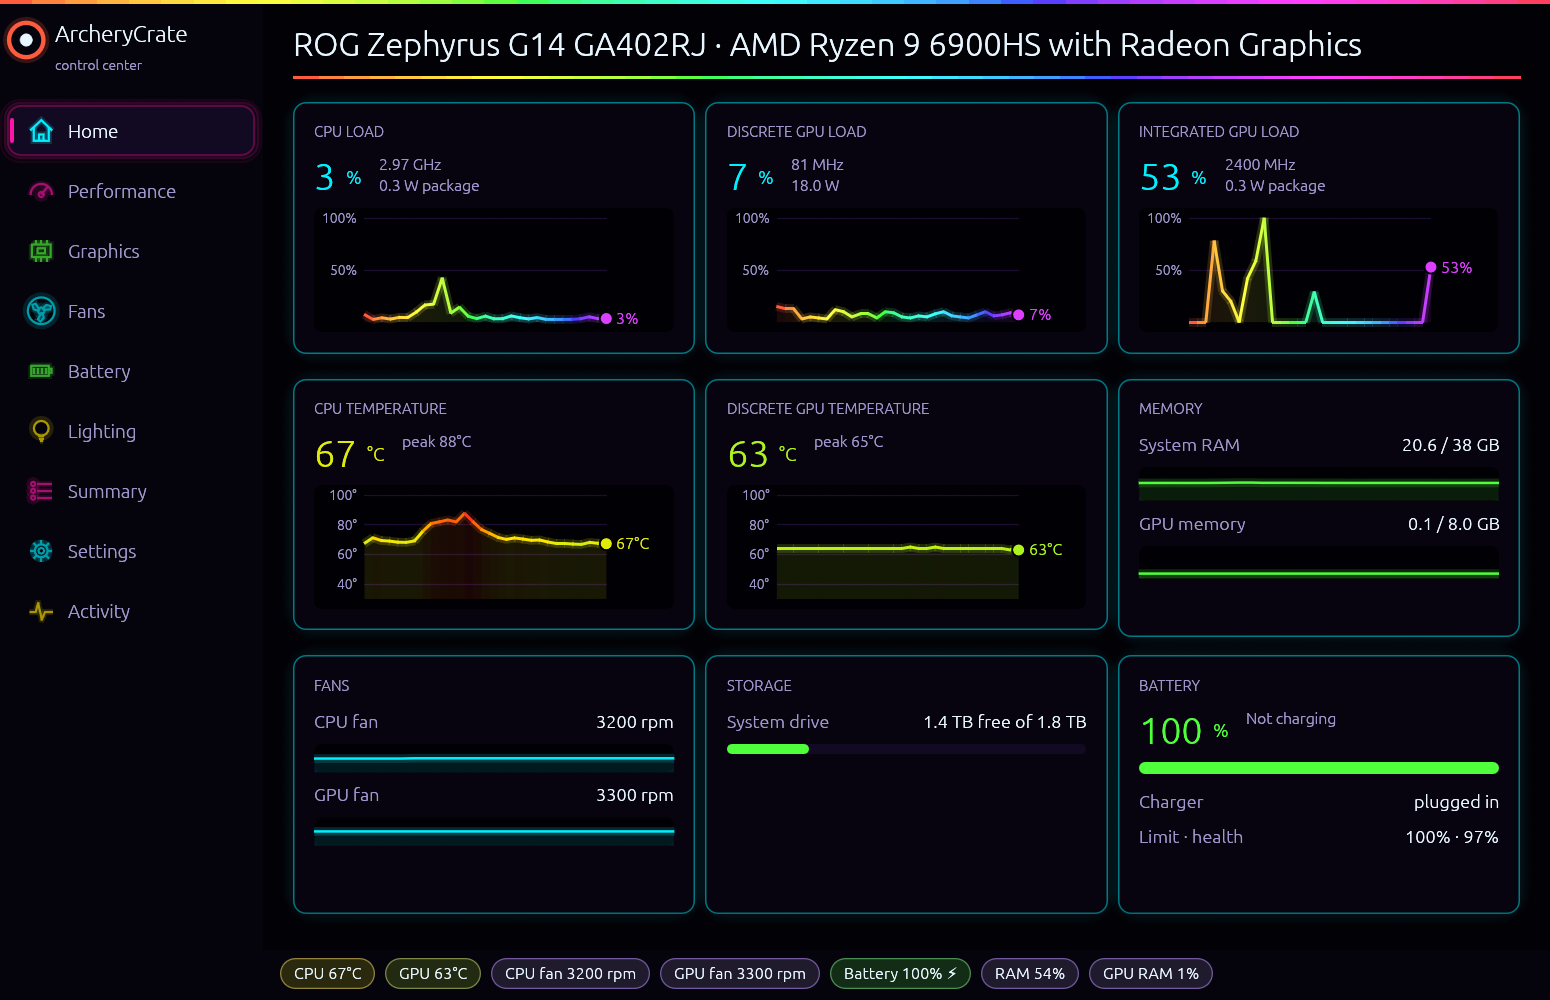 ArcheryCrate
control center
Home
Performance
Graphics
Fans
Battery
Lighting
Summary
Settings
Activity
ROG Zephyrus G14 GA402RJ · AMD Ryzen 9 6900HS with Radeon Graphics
CPU LOAD
3 %
2.97 GHz
0.3 W package
100%
50%
3%
DISCRETE GPU LOAD
7 %
81 MHz
18.0 W
100%
50%
7%
INTEGRATED GPU LOAD
53 %
2400 MHz
0.3 W package
100%
50%
53%
CPU TEMPERATURE
67 °C
peak 88°C
100°
80°
60°
40°
67°C
DISCRETE GPU TEMPERATURE
63 °C
peak 65°C
100°
80°
60°
40°
63°C
MEMORY
System RAM 20.6 / 38 GB
GPU memory 0.1 / 8.0 GB
FANS
CPU fan 3200 rpm
GPU fan 3300 rpm
STORAGE
System drive 1.4 TB free of 1.8 TB
BATTERY
100 %
Not charging
Charger plugged in
Limit · health 100% · 97%
CPU 67°C
GPU 63°C
CPU fan 3200 rpm
GPU fan 3300 rpm
Battery 100% ⚡
RAM 54%
GPU RAM 1%